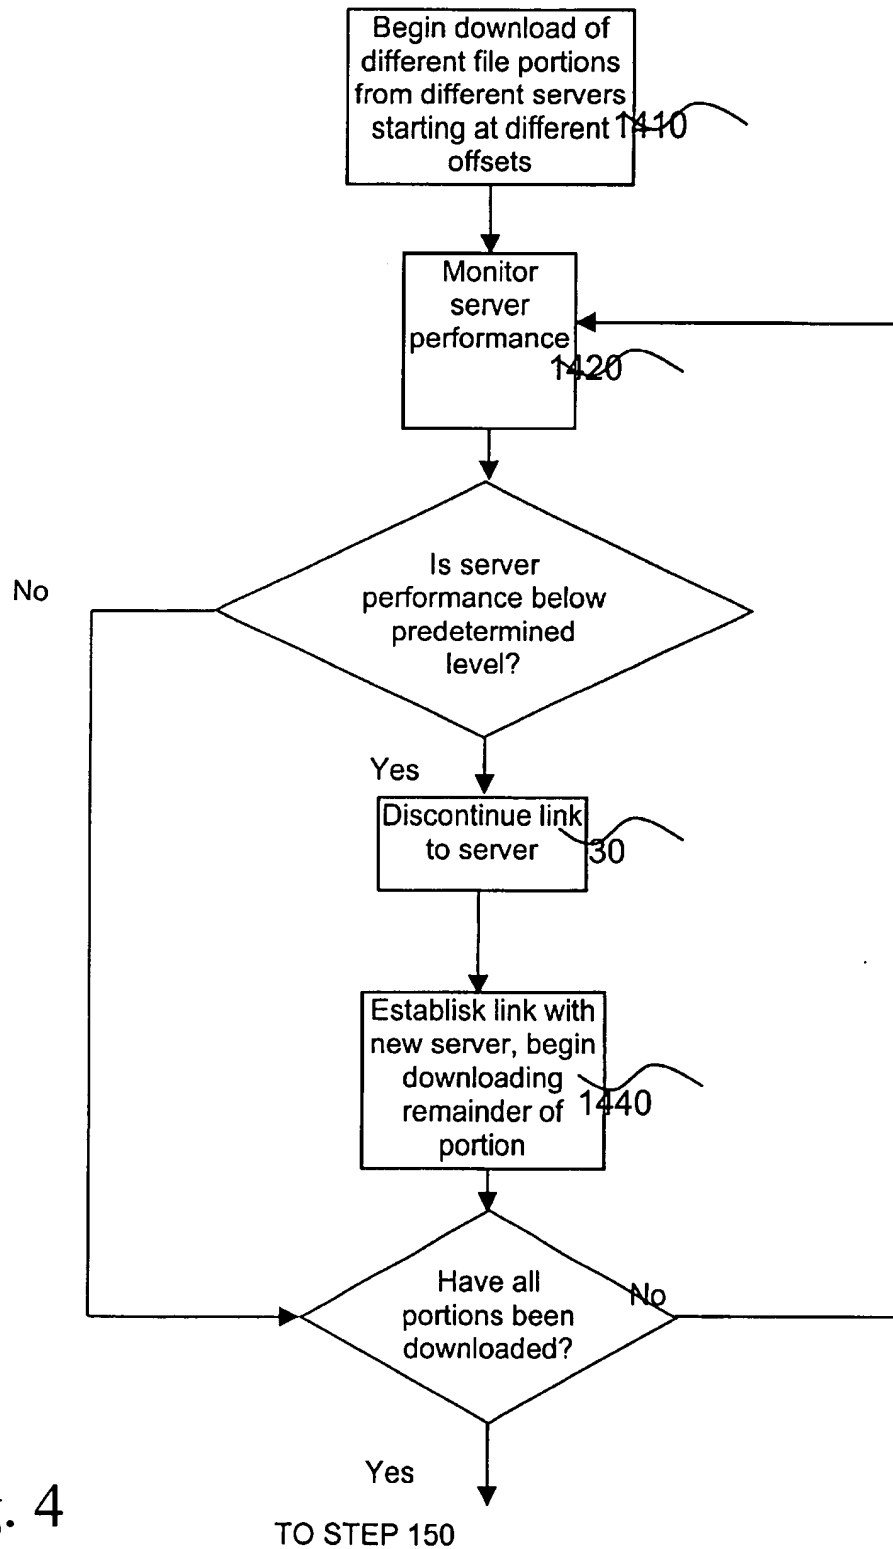 Begin download of
different file portions
from different servers
starting at different
offsets
1410
Monitor
server
performance
1420
Is server
performance below
predetermined
level?
No
Yes
Discontinue link
to server
30
Establisk link with
new server, begin
downloading
remainder of
portion
1440
Have all
portions been
downloaded?
No
Yes
TO STEP 150
. 4